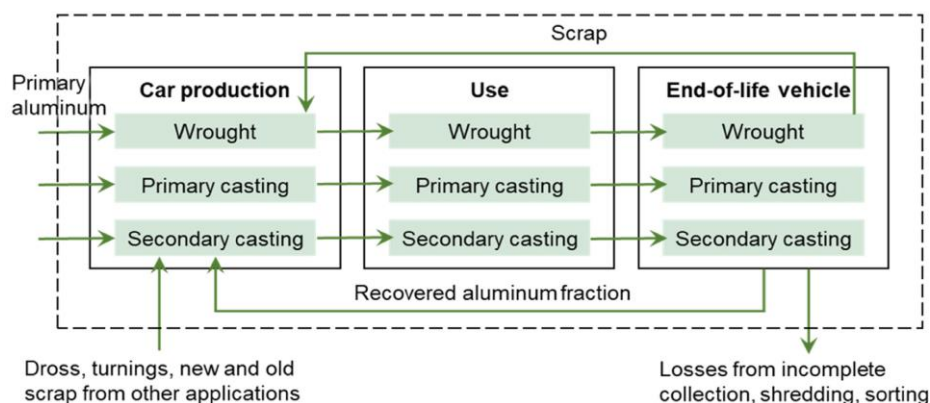 Scrap
Primary
aluminum
Car production
Use
End-of-life vehicle
Wrought
Wrought
Wrought
Primary casting
Primary casting
Primary casting
Secondary casting
Secondary casting
Secondary casting
Recovered aluminum fraction
Dross, turnings, new and old
scrap from other applications
Losses from incomplete
collection, shredding, sorting